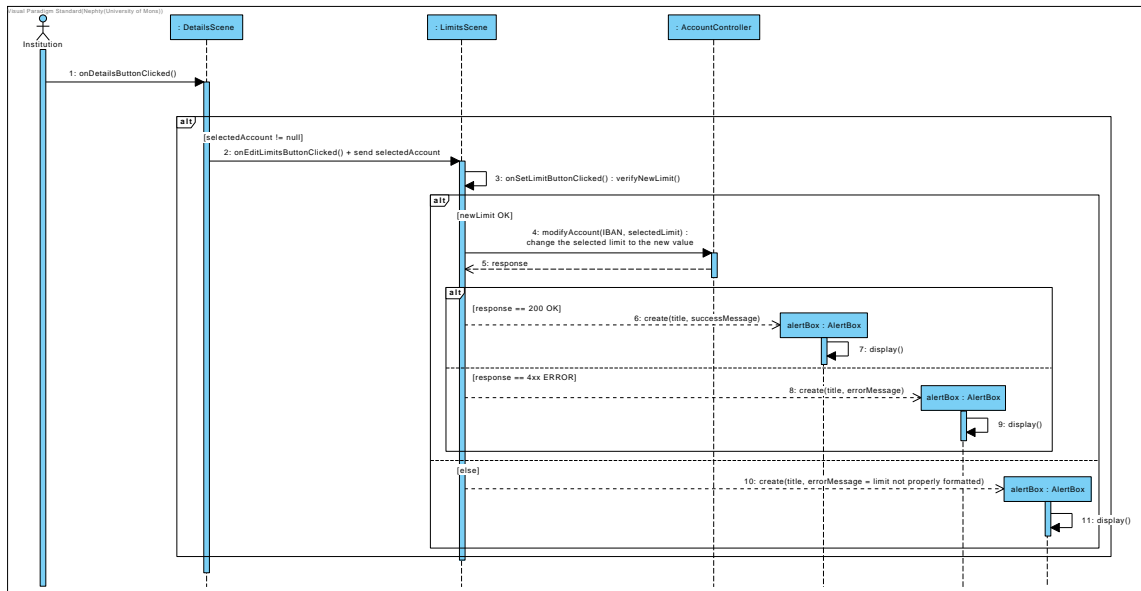 Visual Paradigm Standard(Nephty(University of Mons))
Institution
: DetailsScene
: LimitsScene
: AccountController
1: onDetailsButtonClicked()
alt
[selectedAccount != null]
2: onEditLimitsButtonClicked() + send selectedAccount
3: onSetLimitButtonClicked() : verifyNewLimit()
alt
[newLimit OK]
4: modifyAccount(IBAN, selectedLimit) :
change the selected limit to the new value
5: response
alt
[response == 200 OK]
6: create(title, successMessage)
alertBox : AlertBox
7: display()
[response == 4xx ERROR]
8: create(title, errorMessage)
alertBox : AlertBox
9: display()
[else]
10: create(title, errorMessage = limit not properly formatted)
alertBox : AlertBox
11: display()